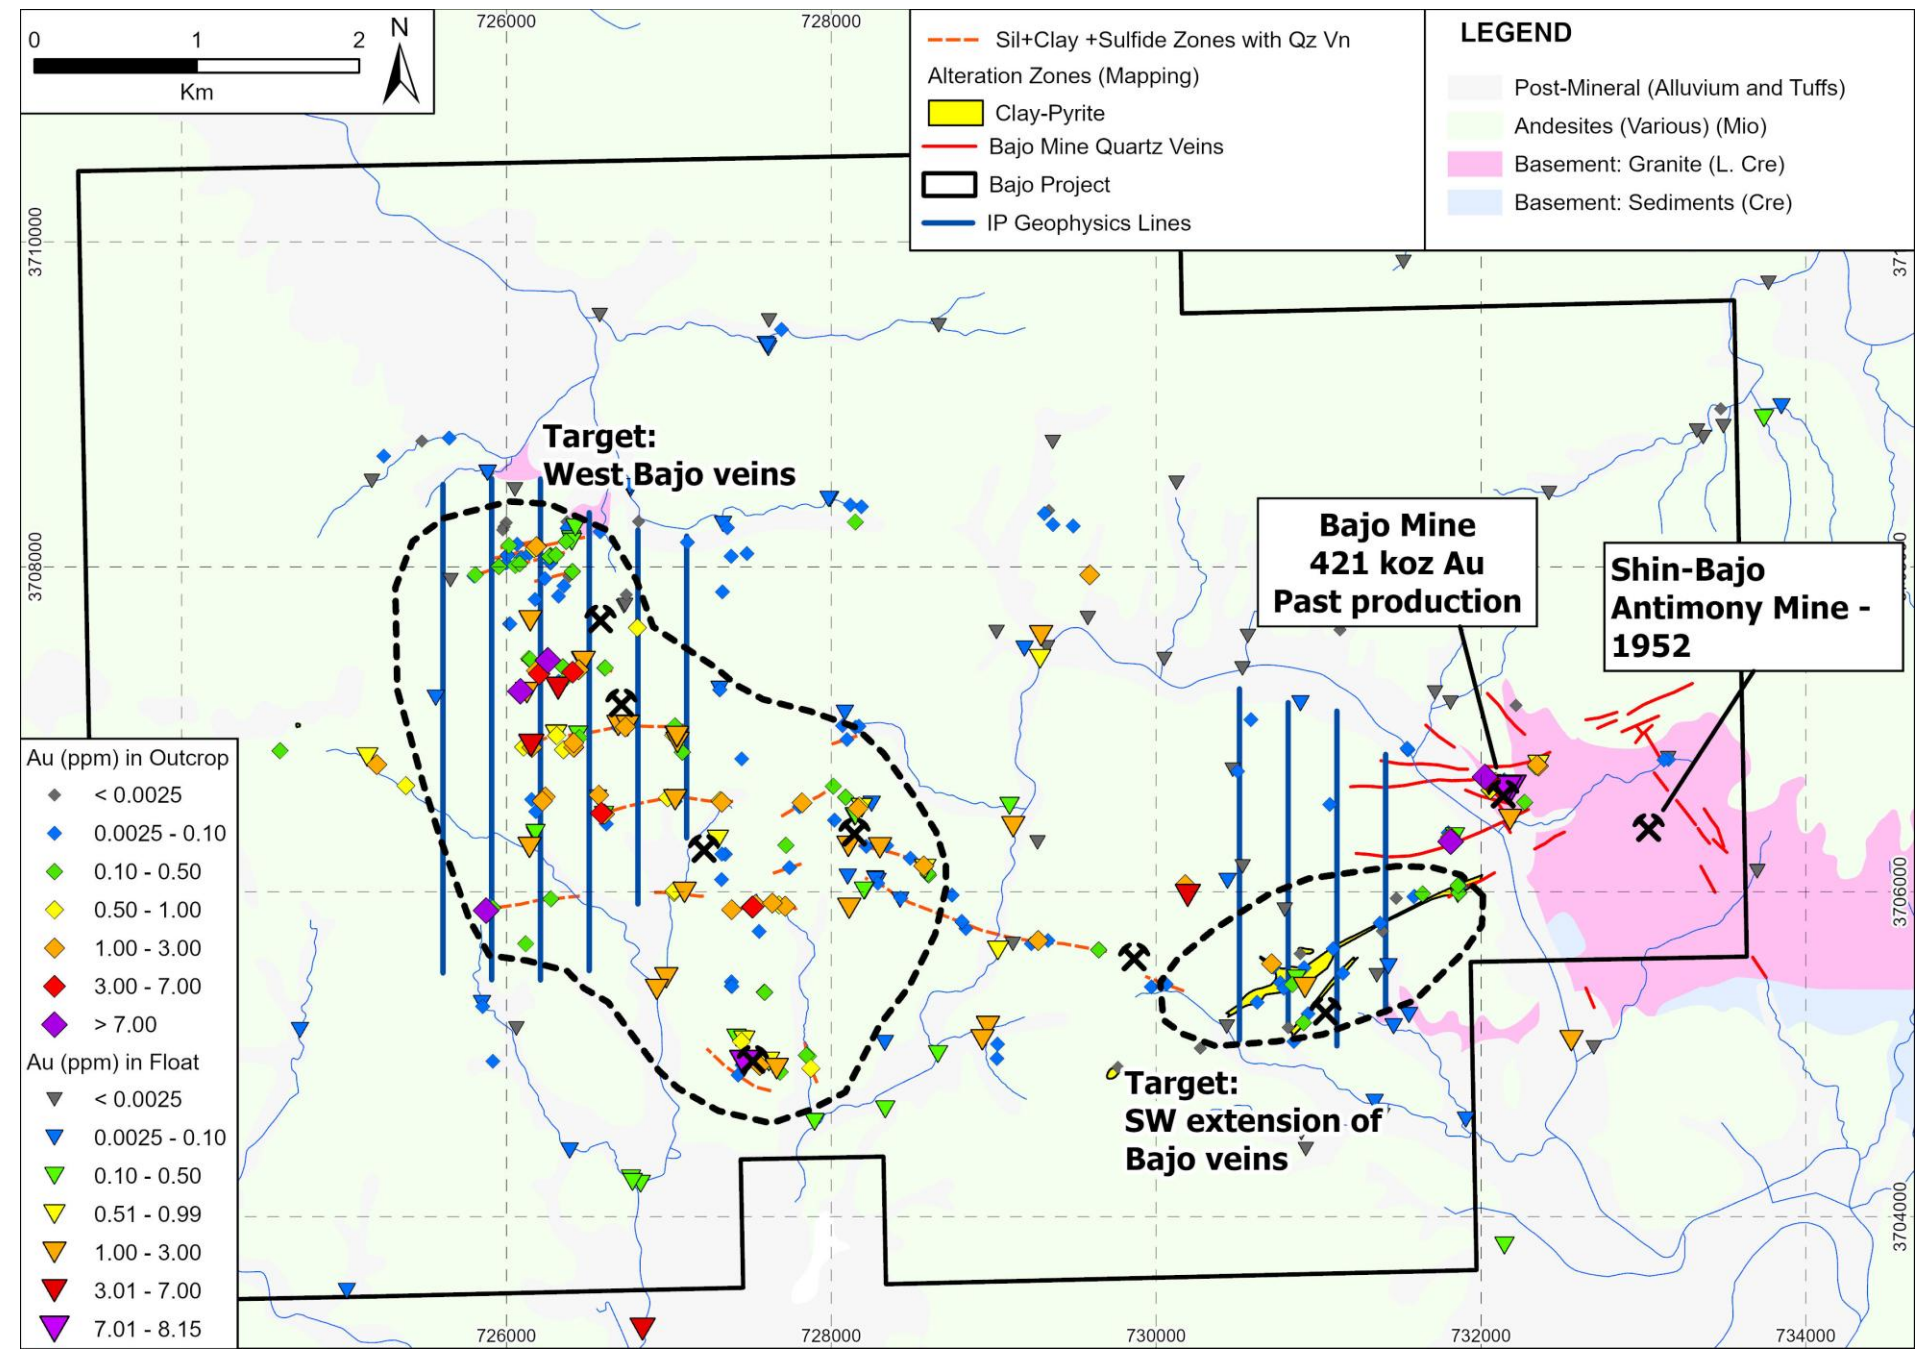 0 1 2
Km
N
726000 728000
Sil+Clay +Sulfide Zones with Qz Vn
Alteration Zones (Mapping)
Clay-Pyrite
Bajo Mine Quartz Veins
Bajo Project
IP Geophysics Lines
LEGEND
Post-Mineral (Alluvium and Tuffs)
Andesites (Various) (Mio)
Basement: Granite (L. Cre)
Basement: Sediments (Cre)
3710000
3708000
Target:
West Bajo veins
Bajo Mine
421 koz Au
Past production
Shin-Bajo
Antimony Mine -
1952
3706000
3704000
Target:
SW extension of
Bajo veins
Au (ppm) in Outcrop
< 0.0025
0.0025 - 0.10
0.10 - 0.50
0.50 - 1.00
1.00 - 3.00
3.00 - 7.00
> 7.00
Au (ppm) in Float
< 0.0025
0.0025 - 0.10
0.10 - 0.50
0.51 - 0.99
1.00 - 3.00
3.01 - 7.00
7.01 - 8.15
726000 728000 730000 732000 734000